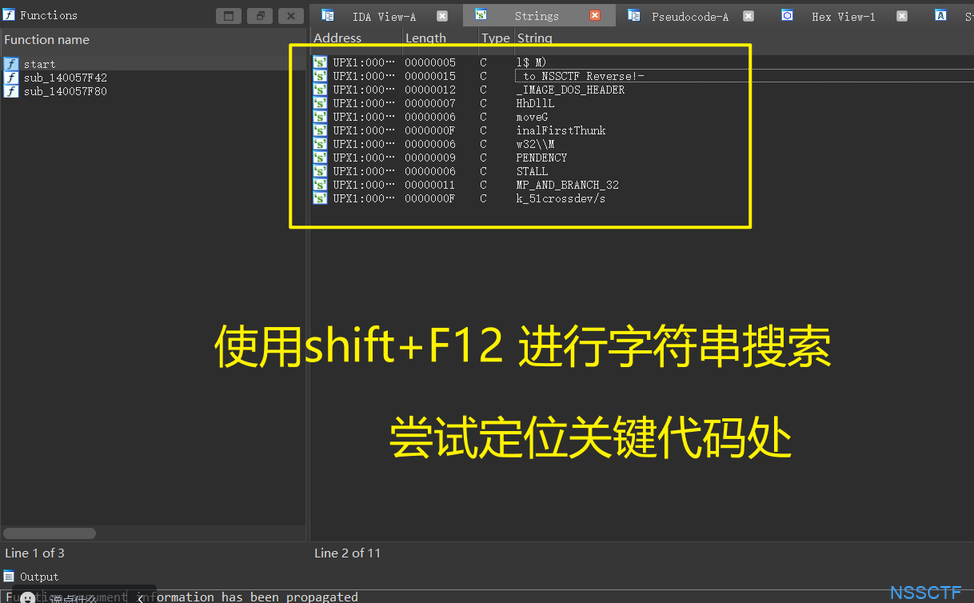 Functions
IDA View-A
Strings
Pseudocode-A
Hex View-1
Function name
Address Length Type String
start
sub_140057F42
sub_140057F80
UPX1:000… 00000005 C l$ M)
UPX1:000… 00000015 C to NSSCTF Reverse!-
UPX1:000… 00000012 C _IMAGE_DOS_HEADER
UPX1:000… 00000007 C HhDllL
UPX1:000… 00000006 C moveG
UPX1:000… 0000000F C inalFirstThunk
UPX1:000… 00000006 C w32\\M
UPX1:000… 00000009 C PENDENCY
UPX1:000… 00000006 C STALL
UPX1:000… 00000011 C MP_AND_BRANCH_32
UPX1:000… 0000000F C k_51crossdev/s
使用shift+F12 进行字符串搜索
尝试定位关键代码处
Line 1 of 3
Line 2 of 11
Output
information has been propagated
NSSCTF